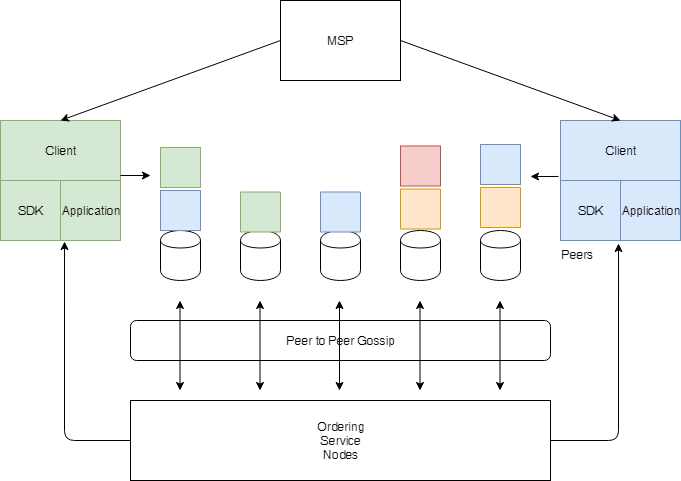 MSP
Client
Client
SDK
Application
SDK
Application
Peers
Peer to Peer Gossip
Ordering
Service
Nodes